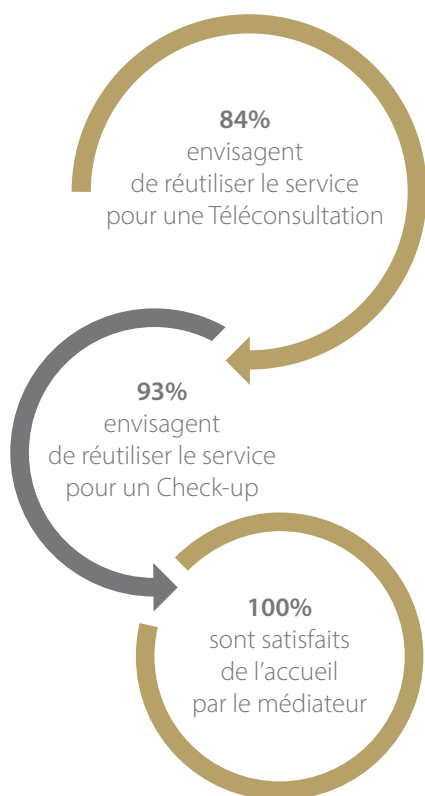 84%
envisagent
de réutiliser le service
pour une Téléconsultation
93%
envisagent
de réutiliser le service
pour un Check-up
100%
sont satisfaits
de l’accueil
par le médiateur